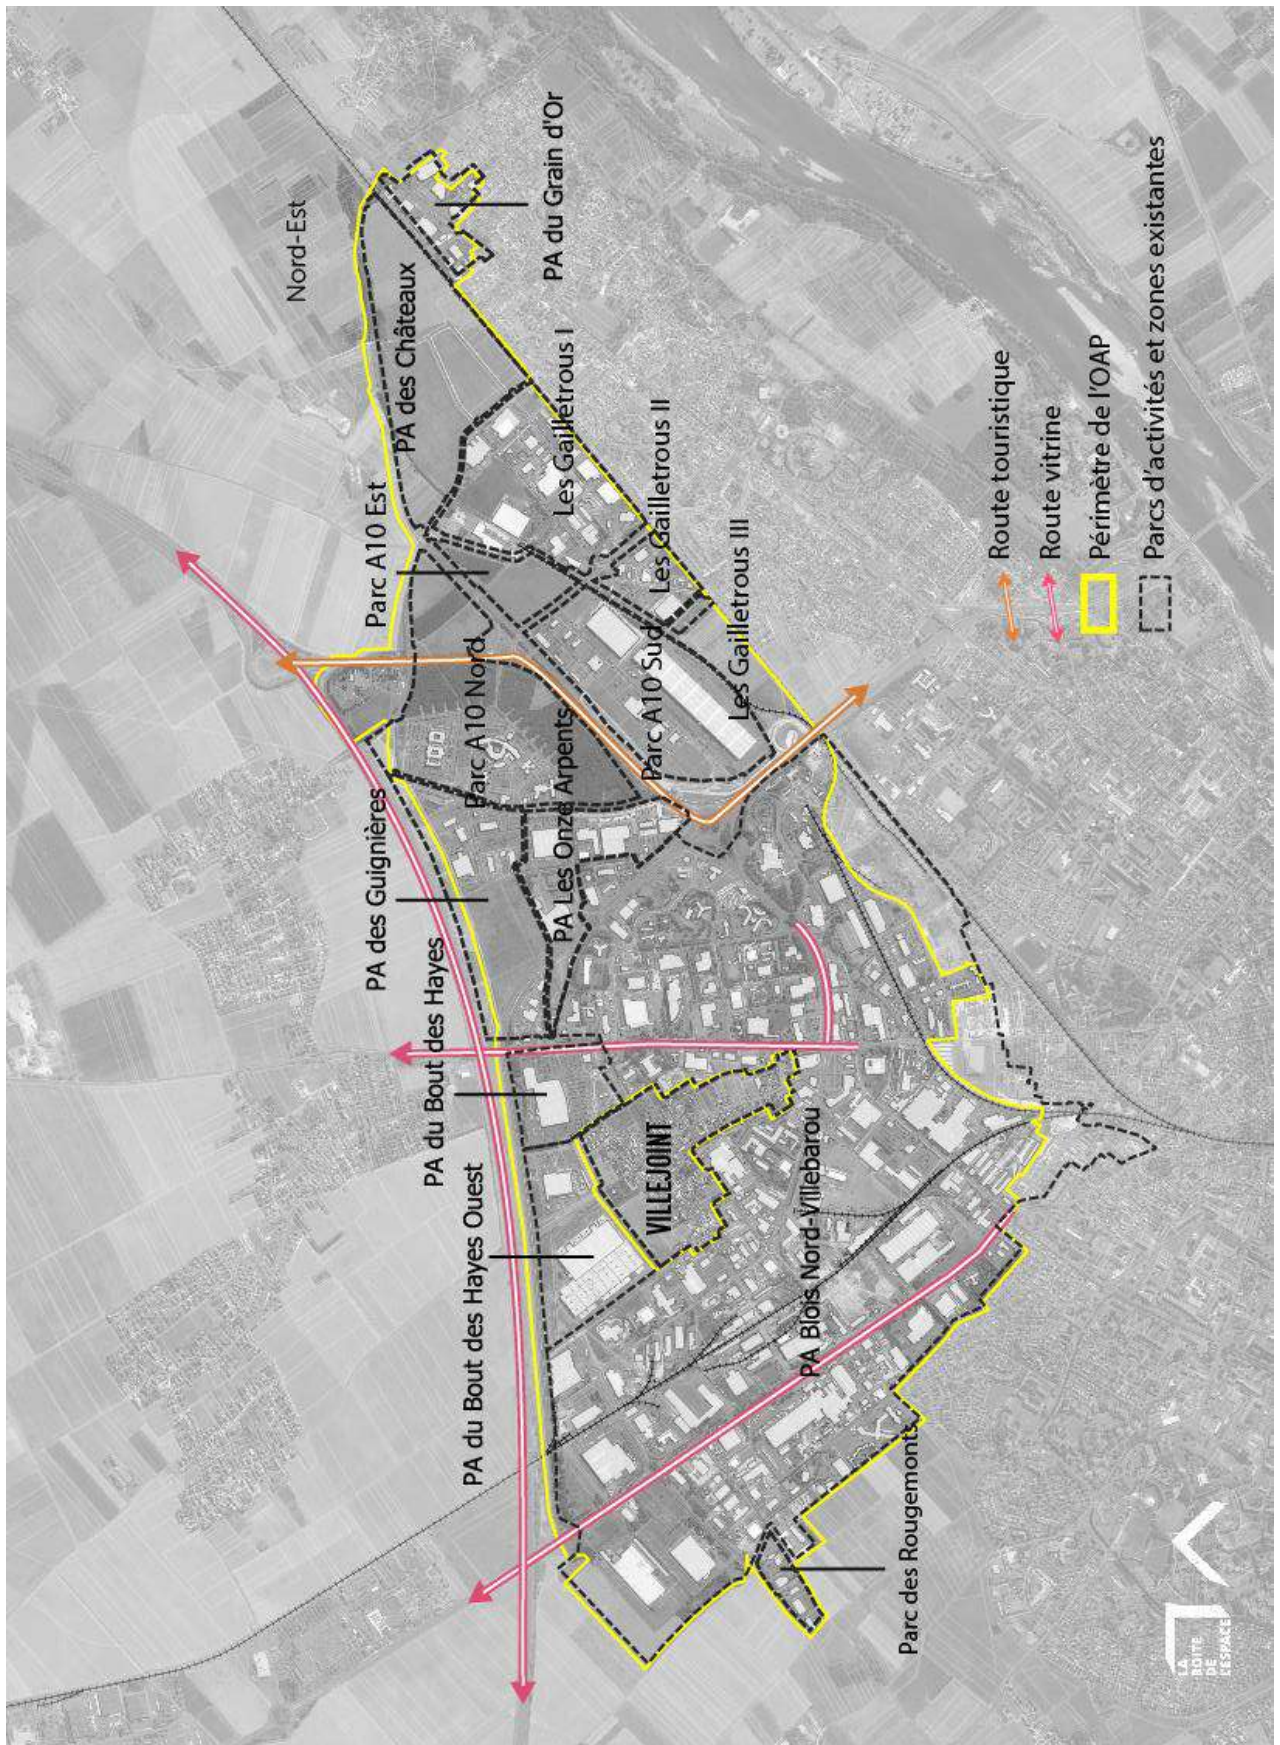 Nord-Est
PA du Grain d'Or
PA des Châteaux
Les Gailletrous I
Parc A10 Est
Les Gailletrous II
Les Gailletrous III
Parc A10 Nord
Parc A10 Sud
PA des Guignières
PA Les Onze Arpents
PA du Bout des Hayes
PA du Bout des Hayes Ouest
VILLEJOINT
PA Blois Nord-Villebarou
Parc des Rougemonts
Route touristique
Route vitrine
Périmètre de l'OAP
Parcs d'activités et zones existantes
LA
BOITE
DE
L'ESPACE